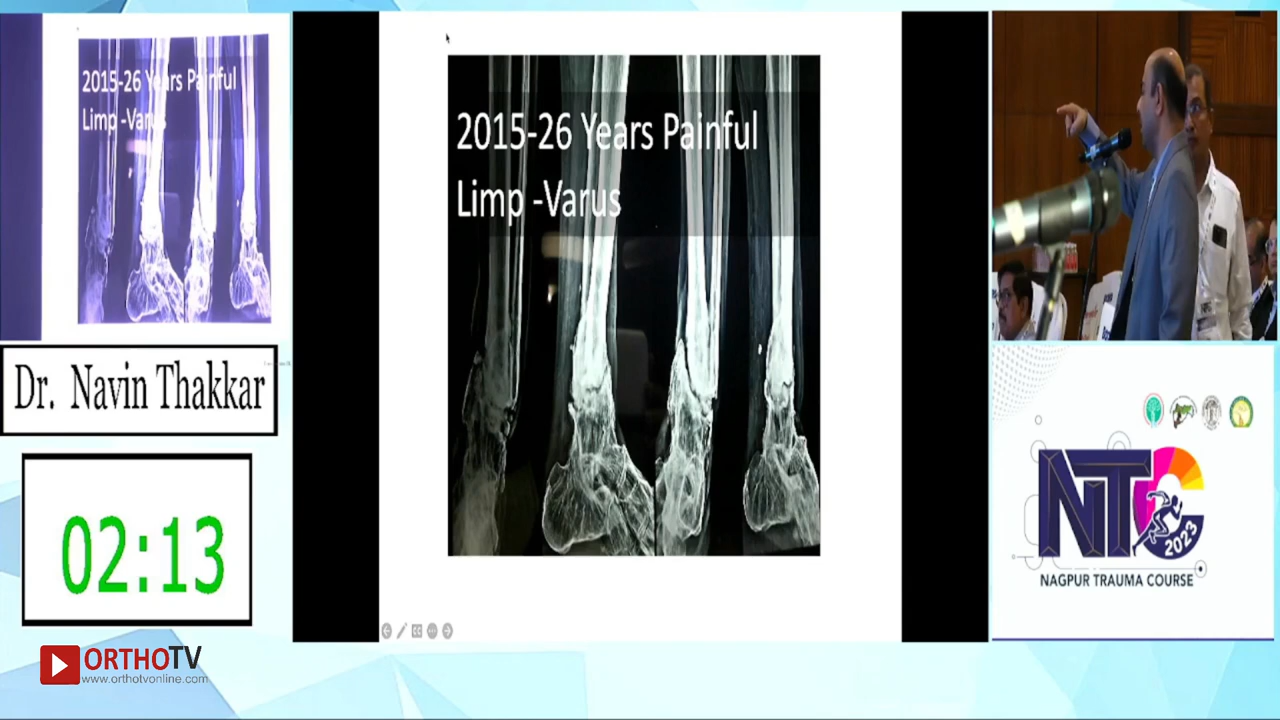 2015-26 Years Painful
Limp -Varus
2015-26 Years Painful
Limp -Varus
Dr. Navin Thakkar
02:13
ORTHOTV
www.orthotvonline.com
NTC
2023
NAGPUR TRAUMA COURSE